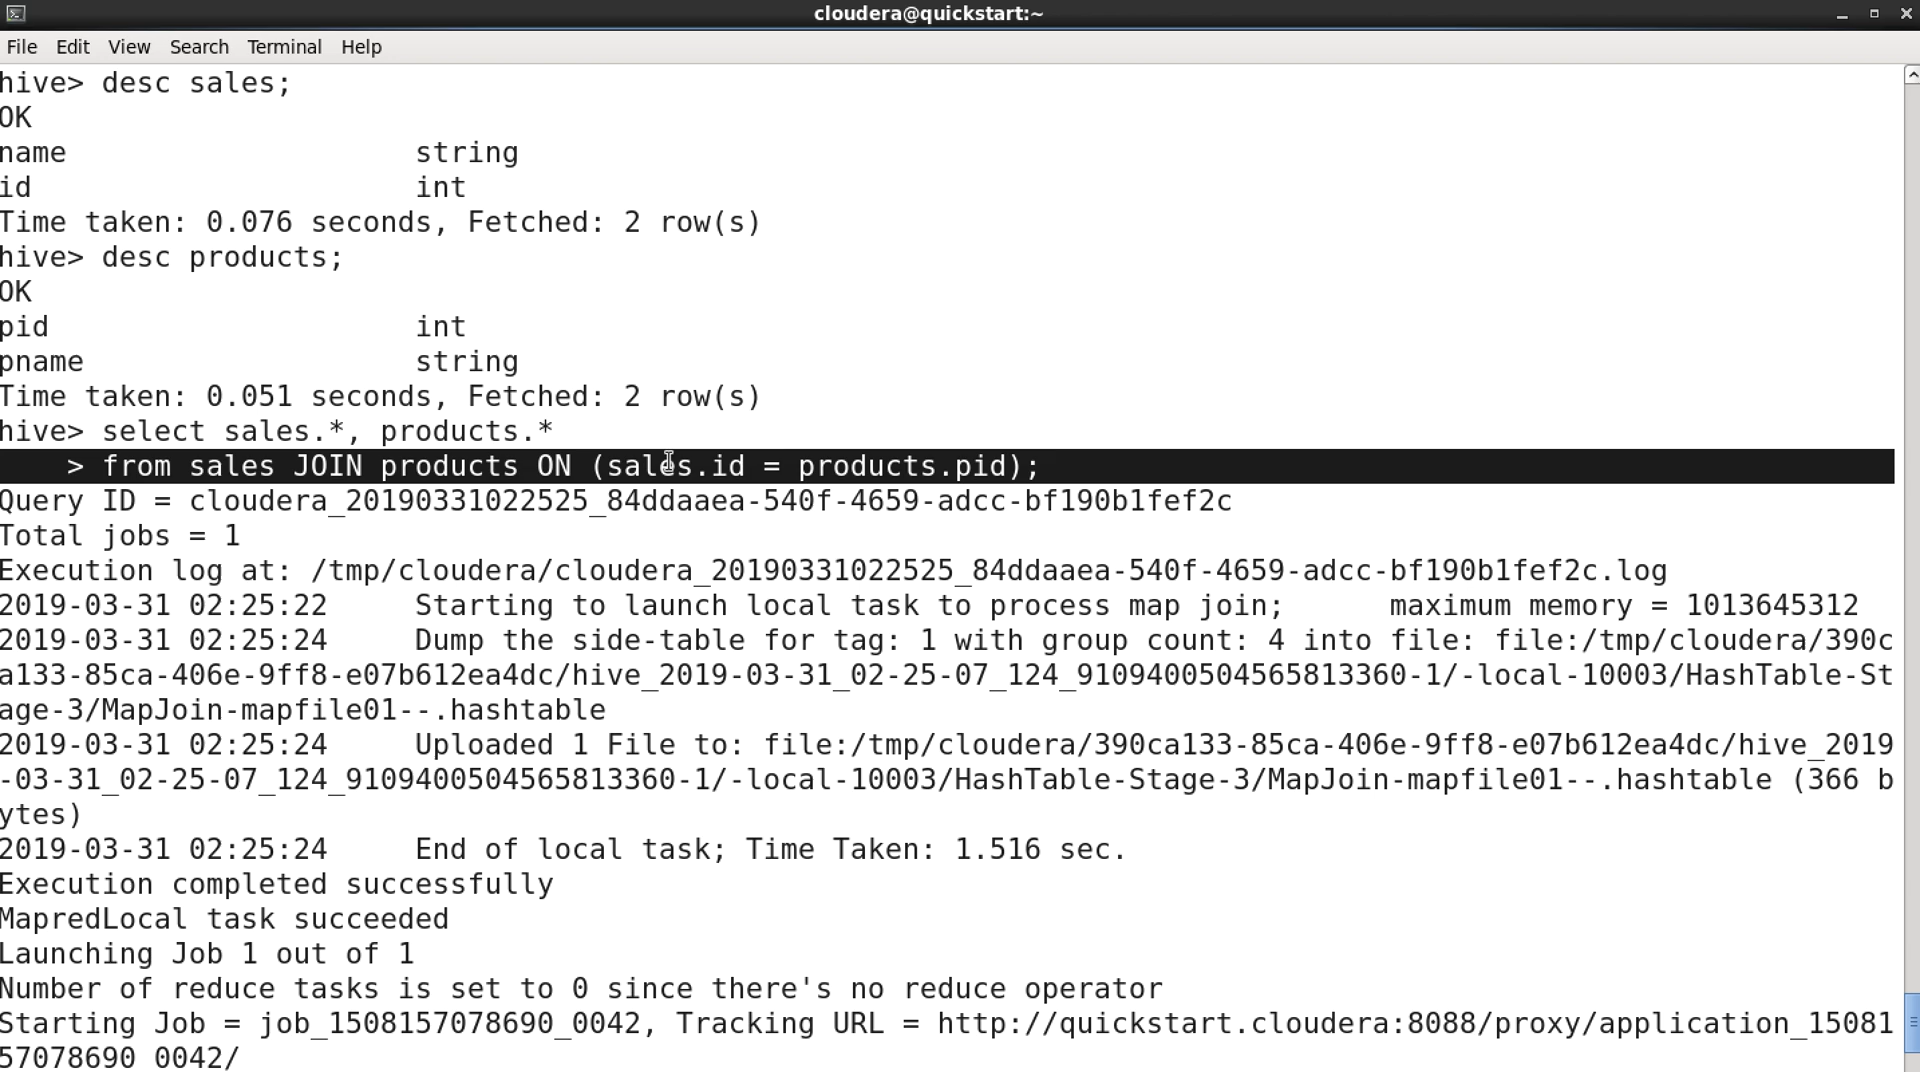 cloudera@quickstart:~
File Edit View Search Terminal Help
hive> desc sales;
OK
name                    string
id                      int
Time taken: 0.076 seconds, Fetched: 2 row(s)
hive> desc products;
OK
pid                     int
pname                   string
Time taken: 0.051 seconds, Fetched: 2 row(s)
hive> select sales.*, products.*
    > from sales JOIN products ON (sales.id = products.pid);
Query ID = cloudera_20190331022525_84ddaaea-540f-4659-adcc-bf190b1fef2c
Total jobs = 1
Execution log at: /tmp/cloudera/cloudera_20190331022525_84ddaaea-540f-4659-adcc-bf190b1fef2c.log
2019-03-31 02:25:22     Starting to launch local task to process map join;      maximum memory = 1013645312
2019-03-31 02:25:24     Dump the side-table for tag: 1 with group count: 4 into file: file:/tmp/cloudera/390c
a133-85ca-406e-9ff8-e07b612ea4dc/hive_2019-03-31_02-25-07_124_9109400504565813360-1/-local-10003/HashTable-St
age-3/MapJoin-mapfile01--.hashtable
2019-03-31 02:25:24     Uploaded 1 File to: file:/tmp/cloudera/390ca133-85ca-406e-9ff8-e07b612ea4dc/hive_2019
-03-31_02-25-07_124_9109400504565813360-1/-local-10003/HashTable-Stage-3/MapJoin-mapfile01--.hashtable (366 b
ytes)
2019-03-31 02:25:24     End of local task; Time Taken: 1.516 sec.
Execution completed successfully
MapredLocal task succeeded
Launching Job 1 out of 1
Number of reduce tasks is set to 0 since there's no reduce operator
Starting Job = job_1508157078690_0042, Tracking URL = http://quickstart.cloudera:8088/proxy/application_15081
57078690_0042/